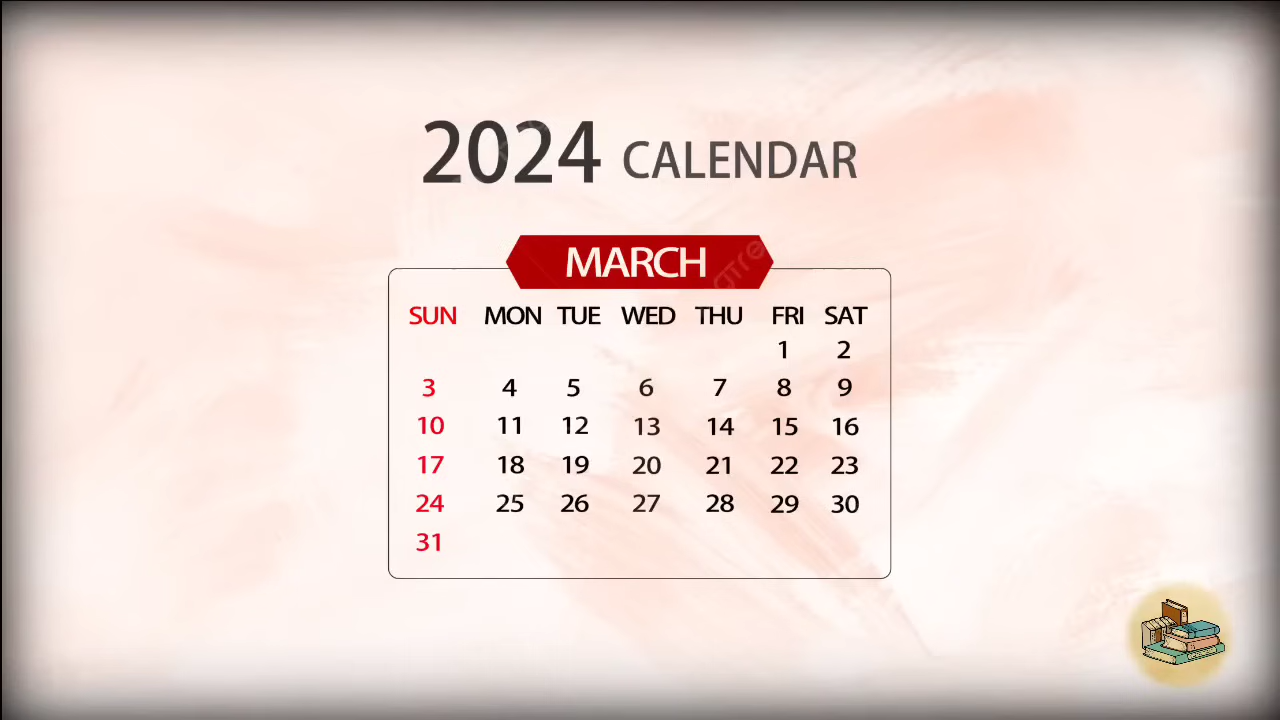 2024 CALENDAR
MARCH
SUN MON TUE WED THU FRI SAT
1 2
3 4 5 6 7 8 9
10 11 12 13 14 15 16
17 18 19 20 21 22 23
24 25 26 27 28 29 30
31